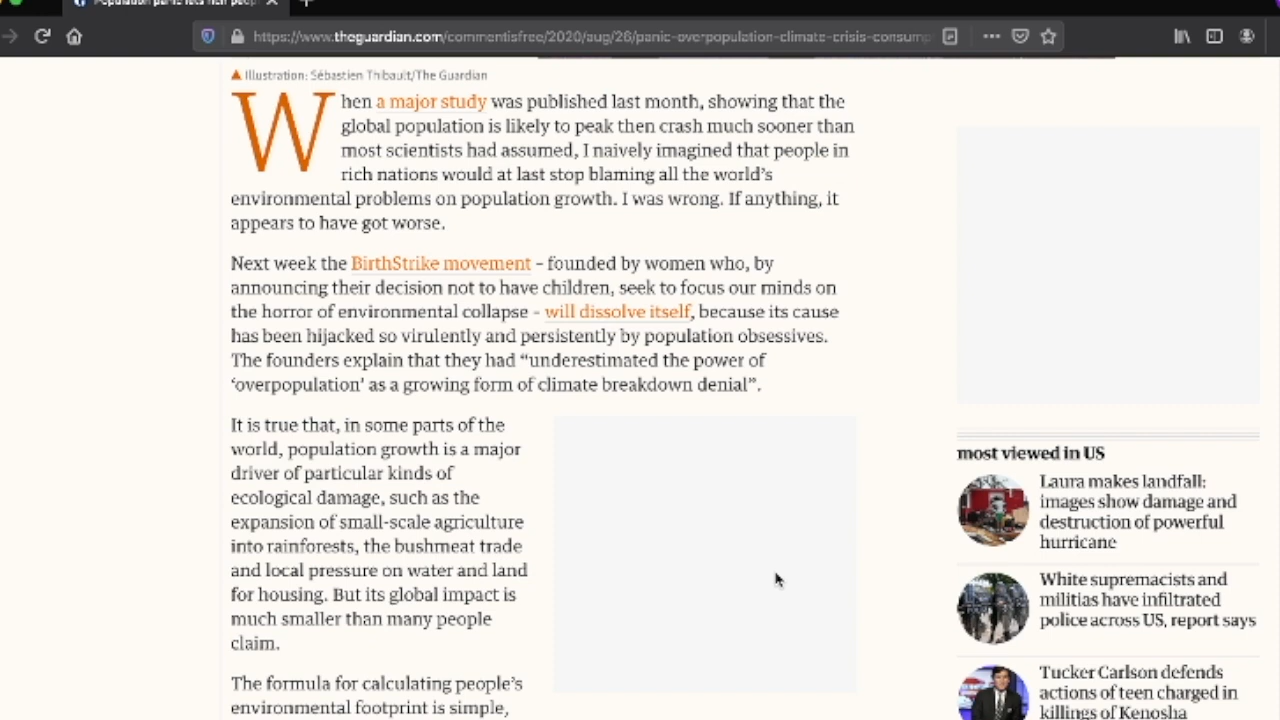 Population panic lets rich peop
https://www.theguardian.com/commentisfree/2020/aug/26/panic-overpopulation-climate-crisis-consump
Illustration: Sébastien Thibault/The Guardian
When a major study was published last month, showing that the
global population is likely to peak then crash much sooner than
most scientists had assumed, I naively imagined that people in
rich nations would at last stop blaming all the world's
environmental problems on population growth. I was wrong. If anything, it
appears to have got worse.
Next week the BirthStrike movement – founded by women who, by
announcing their decision not to have children, seek to focus our minds on
the horror of environmental collapse – will dissolve itself, because its cause
has been hijacked so virulently and persistently by population obsessives.
The founders explain that they had “underestimated the power of
‘overpopulation’ as a growing form of climate breakdown denial”.
It is true that, in some parts of the
world, population growth is a major
driver of particular kinds of
ecological damage, such as the
expansion of small-scale agriculture
into rainforests, the bushmeat trade
and local pressure on water and land
for housing. But its global impact is
much smaller than many people
claim.
The formula for calculating people’s
environmental footprint is simple,
most viewed in US
Laura makes landfall:
images show damage and
destruction of powerful
hurricane
White supremacists and
militias have infiltrated
police across US, report says
Tucker Carlson defends
actions of teen charged in
killings of Kenosha